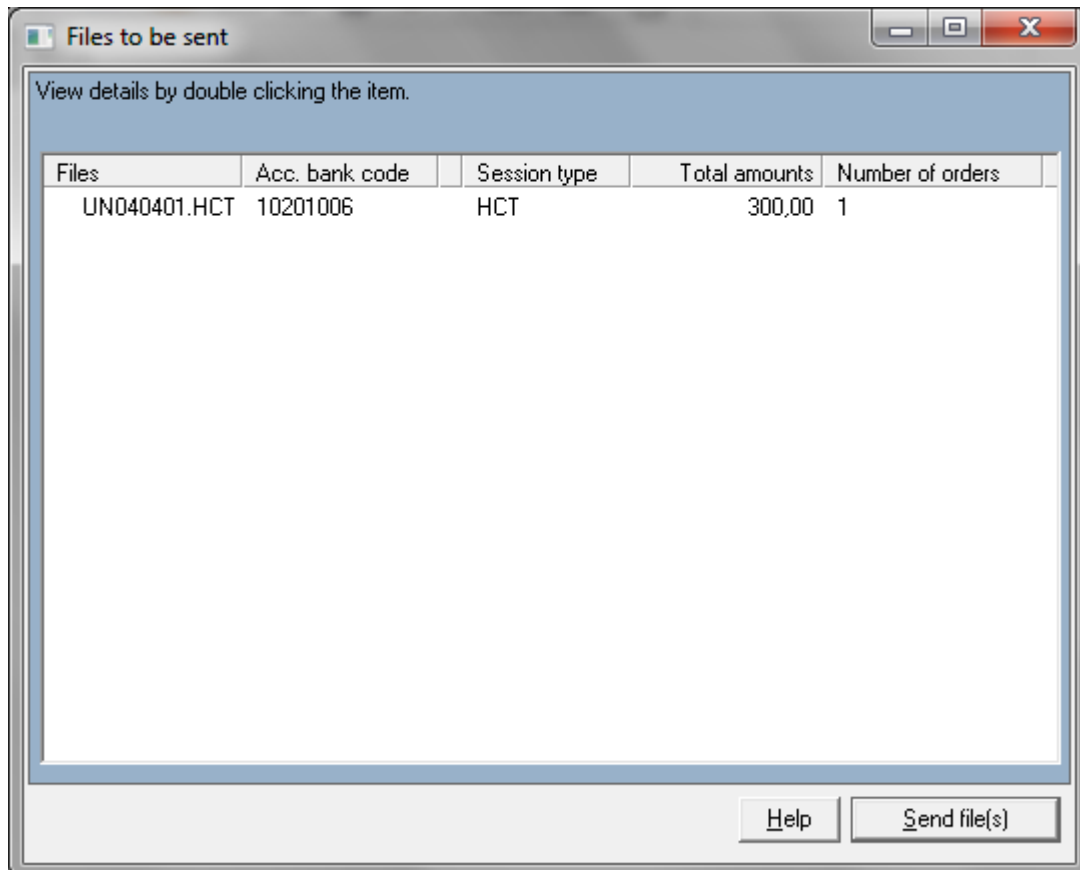 Files to be sent
View details by double clicking the item.
Files Acc. bank code Session type Total amounts Number of orders
UN040401.HCT 10201006 HCT 300,00 1
Help Send file(s)